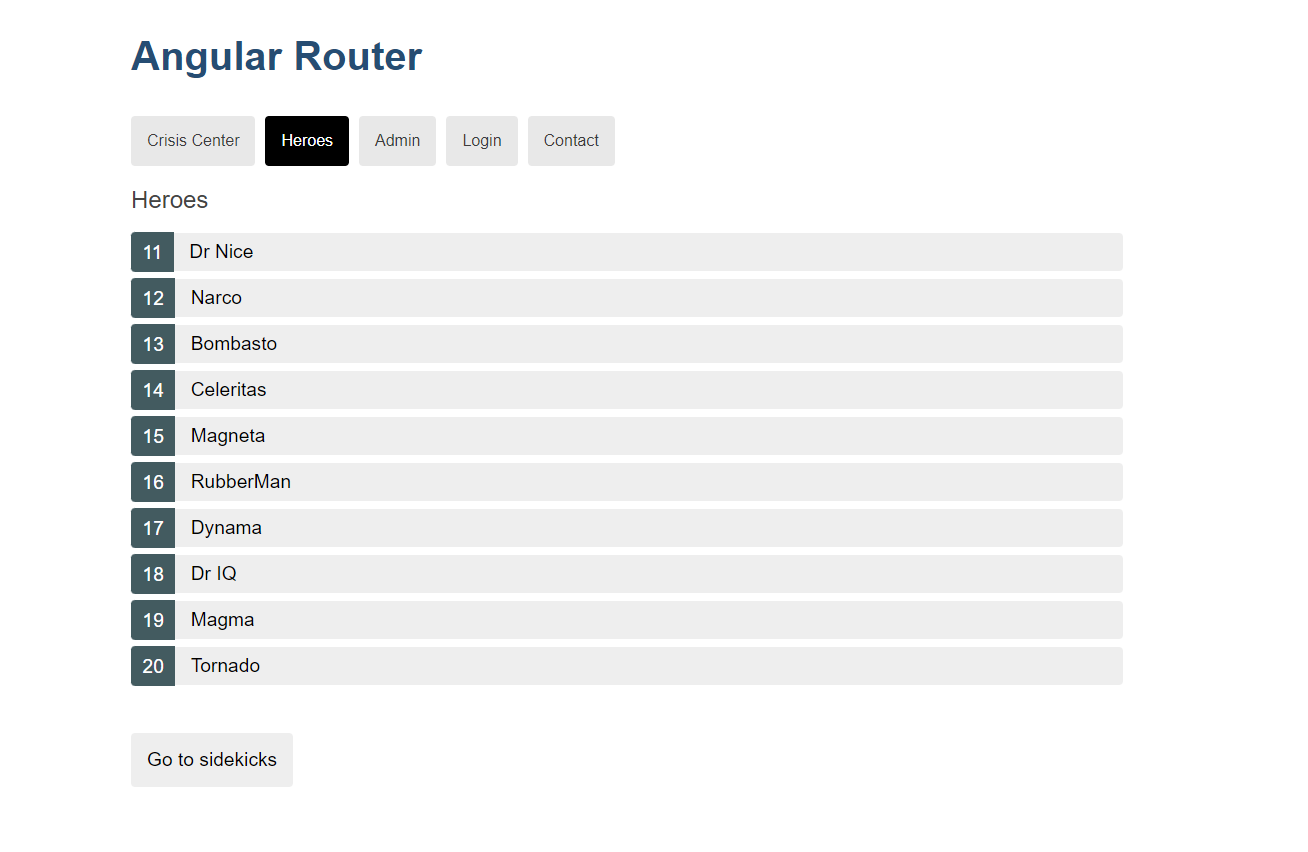 Angular Router
Crisis Center Heroes Admin Login Contact
Heroes
11 Dr Nice
12 Narco
13 Bombasto
14 Celeritas
15 Magneta
16 RubberMan
17 Dynama
18 Dr IQ
19 Magma
20 Tornado
Go to sidekicks